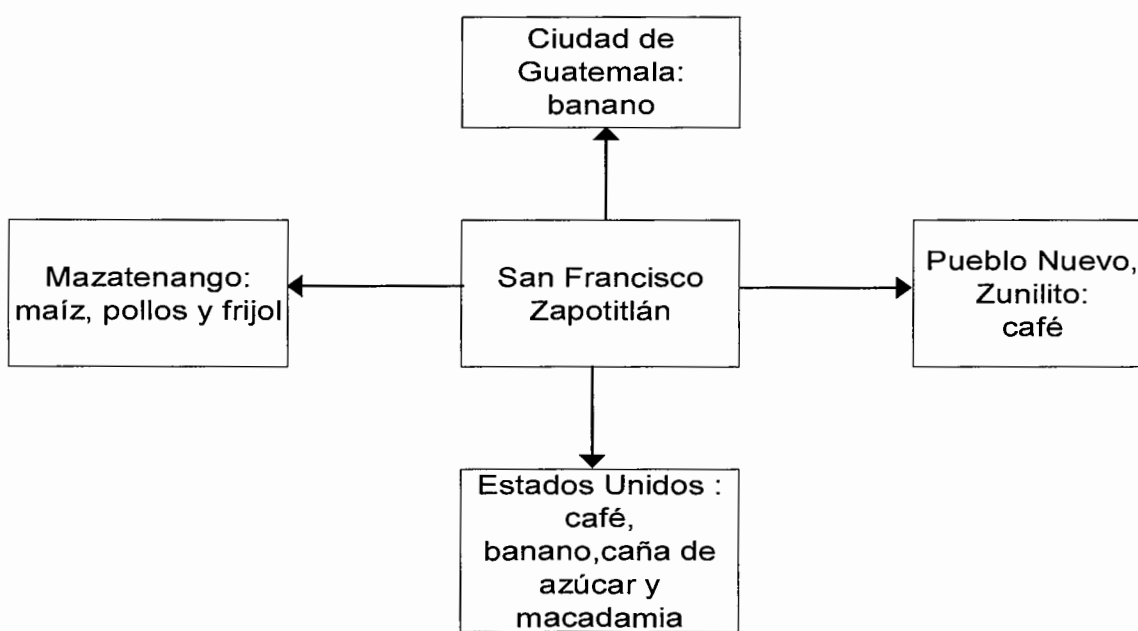 Ciudad de
Guatemala:
banano
Mazatenango:
maíz, pollos y frijol
San Francisco
Zapotitlán
Pueblo Nuevo,
Zunilito:
café
Estados Unidos :
café,
banano,caña de
azúcar y
macadamia